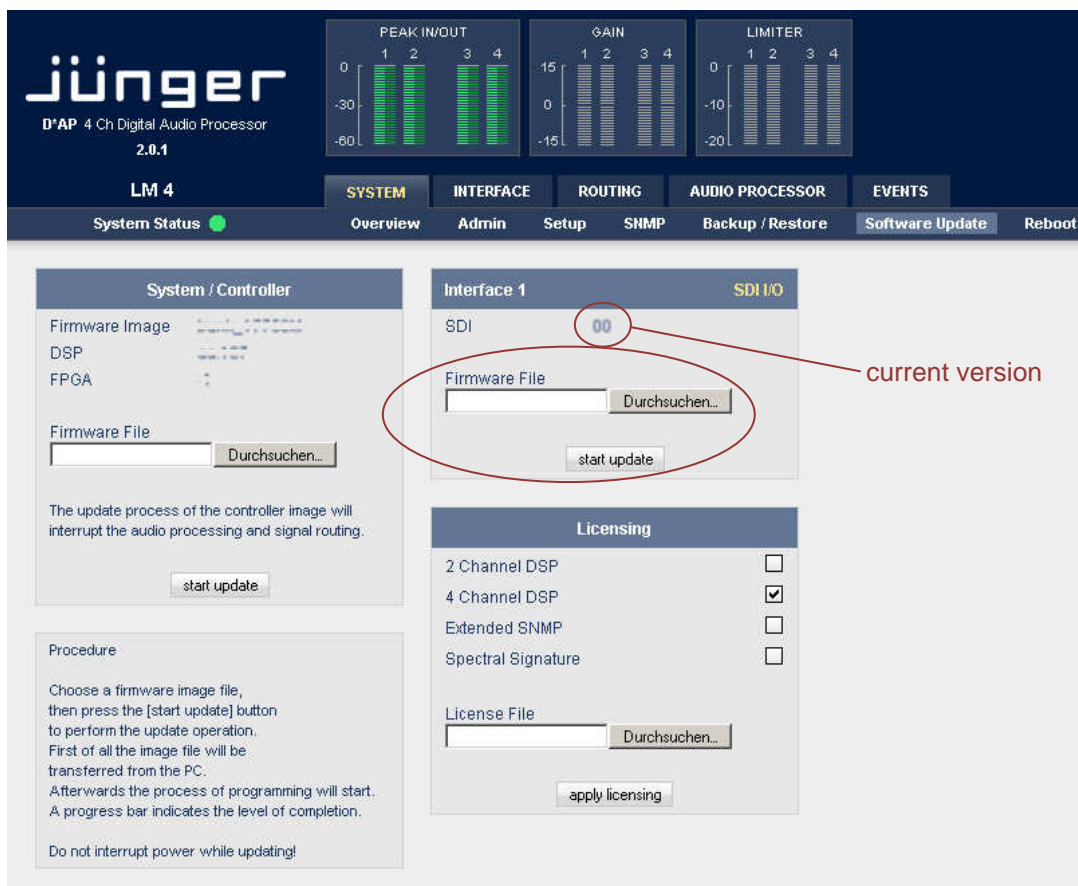 jünger
D*AP 4 Ch Digital Audio Processor
2.0.1
PEAK IN/OUT
1 2 3 4
0
-30
-60
GAIN
1 2 3 4
15
0
-15
LIMITER
1 2 3 4
0
-10
-20
LM 4
SYSTEM INTERFACE ROUTING AUDIO PROCESSOR EVENTS
System Status Overview Admin Setup SNMP Backup / Restore Software Update Reboot
System / Controller
Firmware Image
DSP
FPGA
Firmware File
Durchsuchen...
The update process of the controller image will
interrupt the audio processing and signal routing.
start update
Procedure
Choose a firmware image file,
then press the [start update] button
to perform the update operation.
First of all the image file will be
transferred from the PC.
Afterwards the process of programming will start.
A progress bar indicates the level of completion.
Do not interrupt power while updating!
Interface 1 SDI I/O
SDI 00
current version
Firmware File
Durchsuchen...
start update
Licensing
2 Channel DSP
4 Channel DSP
Extended SNMP
Spectral Signature
License File
Durchsuchen...
apply licensing